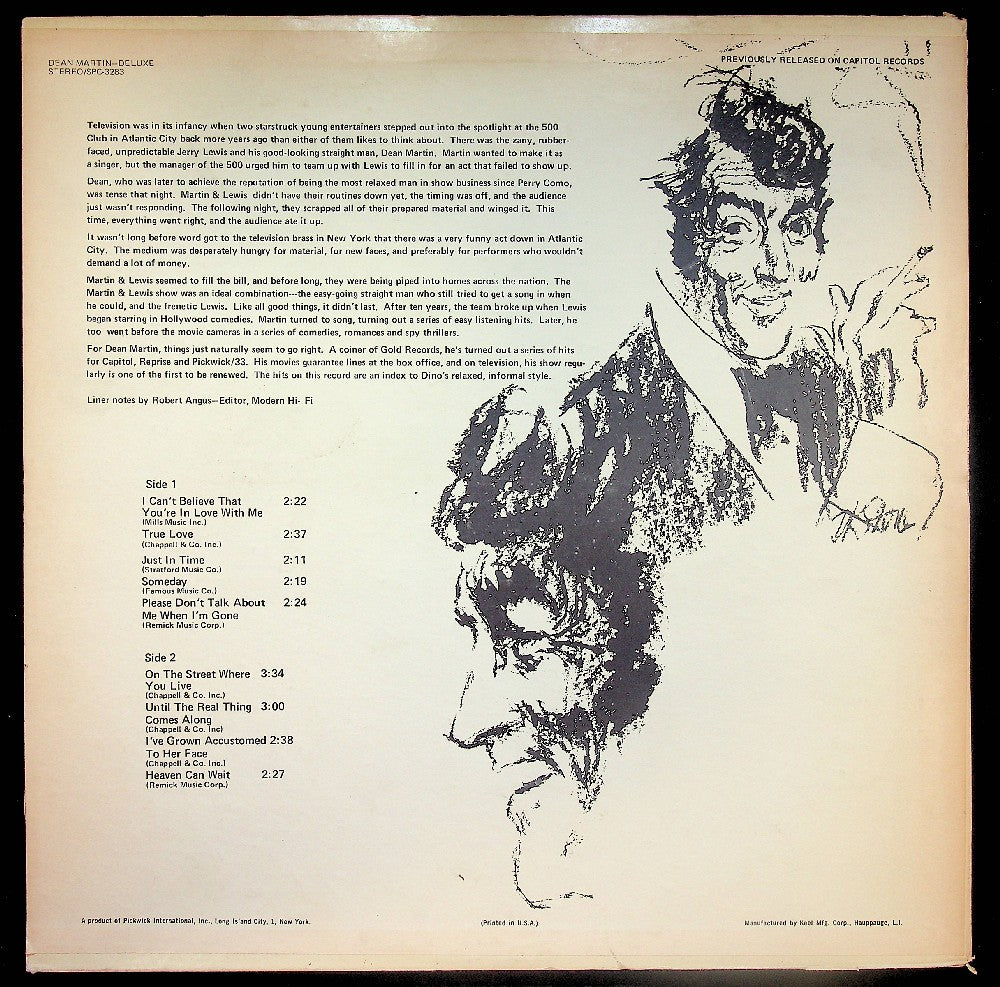 DEAN MARTIN—DELUXE
STEREO/SPC-3283
PREVIOUSLY RELEASED ON CAPITOL RECORDS
Television was in its infancy when two starstruck young entertainers stepped out into the spotlight at the 500
Club in Atlantic City back more years ago than either of them likes to think about. There was the zany, rubber-
faced, unpredictable Jerry Lewis and his good-looking straight man, Dean Martin. Martin wanted to make it as
a singer, but the manager of the 500 urged him to team up with Lewis to fill in for an act that failed to show up.
Dean, who was later to achieve the reputation of being the most relaxed man in show business since Perry Como,
was tense that night. Martin & Lewis didn't have their routines down yet, the timing was off, and the audience
just wasn't responding. The following night, they scrapped all of their prepared material and winged it. This
time, everything went right, and the audience ate it up.
It wasn't long before word got to the television brass in New York that there was a very funny act down in Atlantic
City. The medium was desperately hungry for material, for new faces, and preferably for performers who wouldn't
demand a lot of money.
Martin & Lewis seemed to fill the bill, and before long, they were being piped into homes across the nation. The
Martin & Lewis show was an ideal combination---the easy-going straight man who still tried to get a song in when
he could, and the frenetic Lewis. Like all good things, it didn't last. After ten years, the team broke up when Lewis
began starring in Hollywood comedies. Martin turned to song, turning out a series of easy listening hits. Later, he
too went before the movie cameras in a series of comedies, romances and spy thrillers.
For Dean Martin, things just naturally seem to go right. A coiner of Gold Records, he's turned out a series of hits
for Capitol, Reprise and Pickwick/33. His movies guarantee lines at the box office, and on television, his show regu-
larly is one of the first to be renewed. The hits on this record are an index to Dino's relaxed, informal style.
Liner notes by Robert Angus—Editor, Modern Hi- Fi
Side 1
I Can't Believe That 2:22
You're In Love With Me
(Mills Music Inc.)
True Love 2:37
(Chappell & Co. Inc.)
Just In Time 2:11
(Stratford Music Co.)
Someday 2:19
(Famous Music Co.)
Please Don't Talk About 2:24
Me When I'm Gone
(Remick Music Corp.)
Side 2
On The Street Where 3:34
You Live
(Chappell & Co. Inc.)
Until The Real Thing 3:00
Comes Along
(Chappell & Co. Inc)
I've Grown Accustomed 2:38
To Her Face
(Chappell & Co. Inc.)
Heaven Can Wait 2:27
(Remick Music Corp.)
A product of Pickwick International, Inc., Long Island City, 1, New York.
(Printed in U.S.A.)
Manufactured by Keel Mfg. Corp., Hauppauge, L.I.